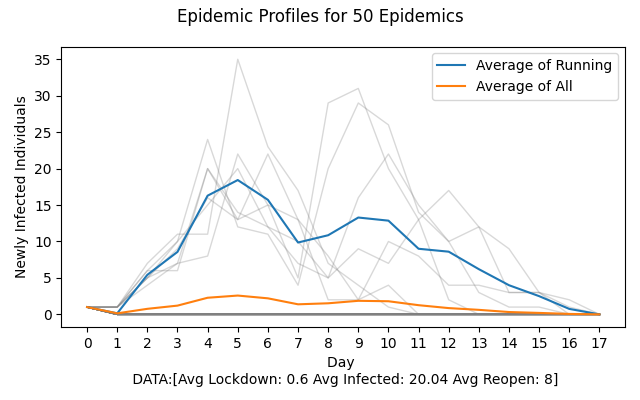 Epidemic Profiles for 50 Epidemics
Newly Infected Individuals
35
30
25
20
15
10
5
0
Average of Running
Average of All
0 1 2 3 4 5 6 7 8 9 10 11 12 13 14 15 16 17
Day
DATA:[Avg Lockdown: 0.6 Avg Infected: 20.04 Avg Reopen: 8]